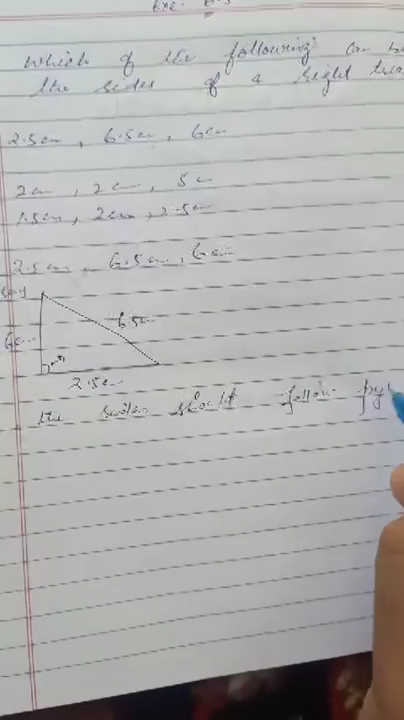 which of the following can be
the sides of a right
2.5cm, 6.5cm, 6cm
2cm, 2cm, 5cm
1.5cm, 2cm, 2.5cm
2.5cm, 6.5cm, 6cm
6.5cm
6cm
2.5cm
the sides should follow py